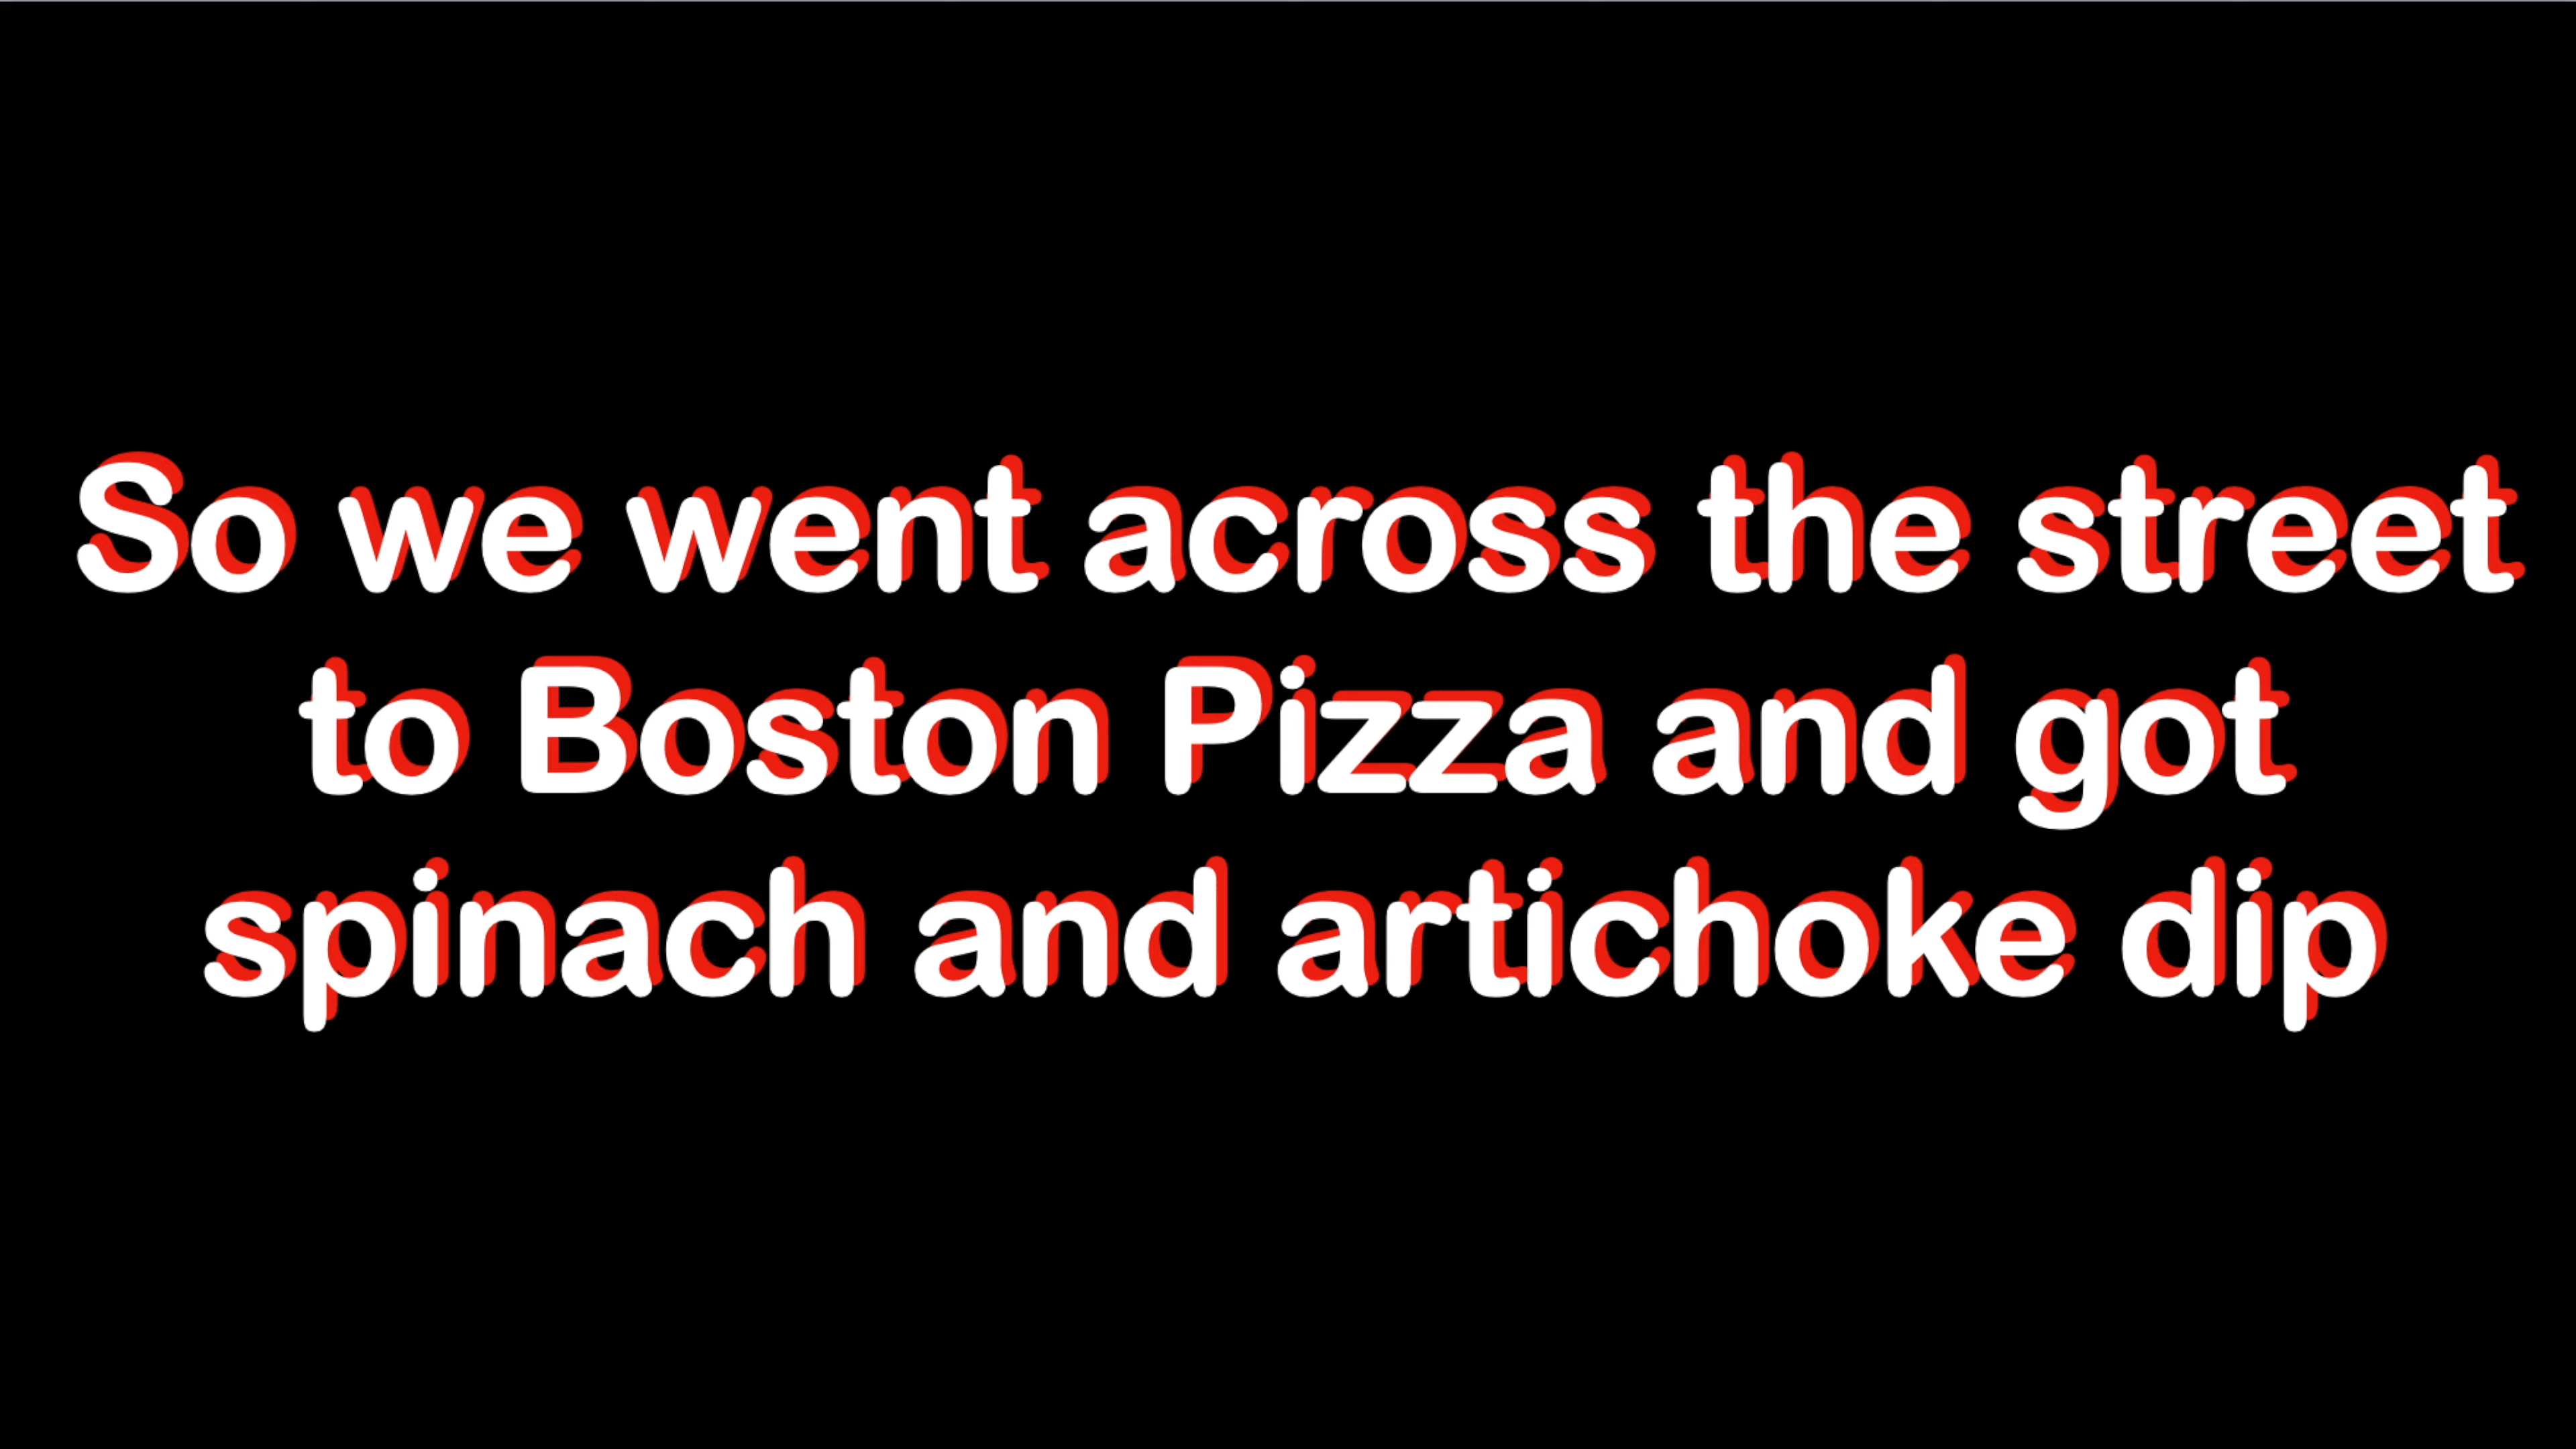 So we went across the street
to Boston Pizza and got
spinach and artichoke dip